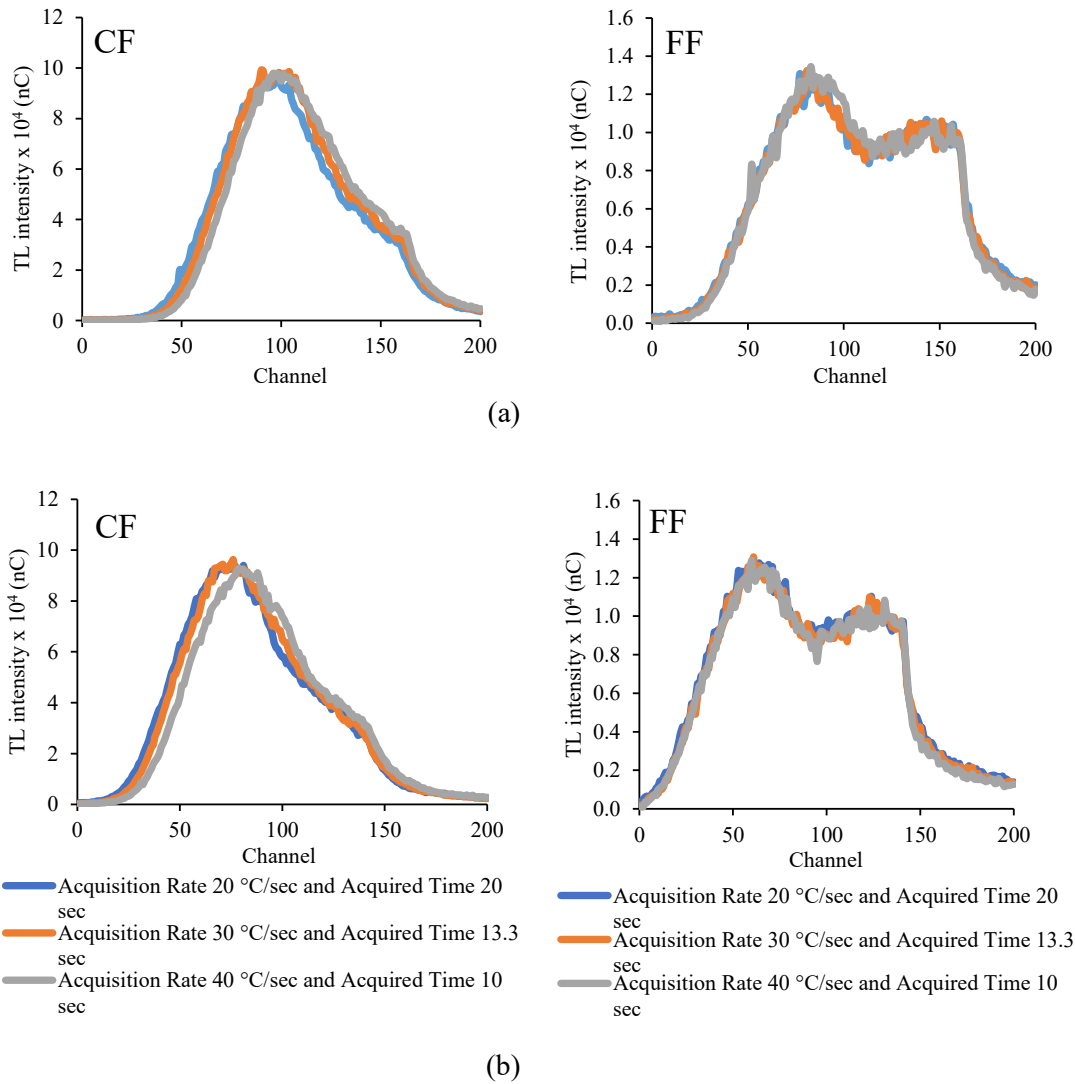 CF
TL intensity x 10⁴ (nC)
12
10
8
6
4
2
0
0 50 100 150 200
Channel
FF
TL intensity x 10⁴ (nC)
1.6
1.4
1.2
1.0
0.8
0.6
0.4
0.2
0.0
0 50 100 150 200
Channel
(a)
CF
TL intensity x 10⁴ (nC)
12
10
8
6
4
2
0
0 50 100 150 200
Channel
Acquisition Rate 20 °C/sec and Acquired Time 20
sec
Acquisition Rate 30 °C/sec and Acquired Time 13.3
sec
Acquisition Rate 40 °C/sec and Acquired Time 10
sec
FF
TL intensity x 10⁴ (nC)
1.6
1.4
1.2
1.0
0.8
0.6
0.4
0.2
0.0
0 50 100 150 200
Channel
Acquisition Rate 20 °C/sec and Acquired Time 20
sec
Acquisition Rate 30 °C/sec and Acquired Time 13.3
sec
Acquisition Rate 40 °C/sec and Acquired Time 10
sec
(b)